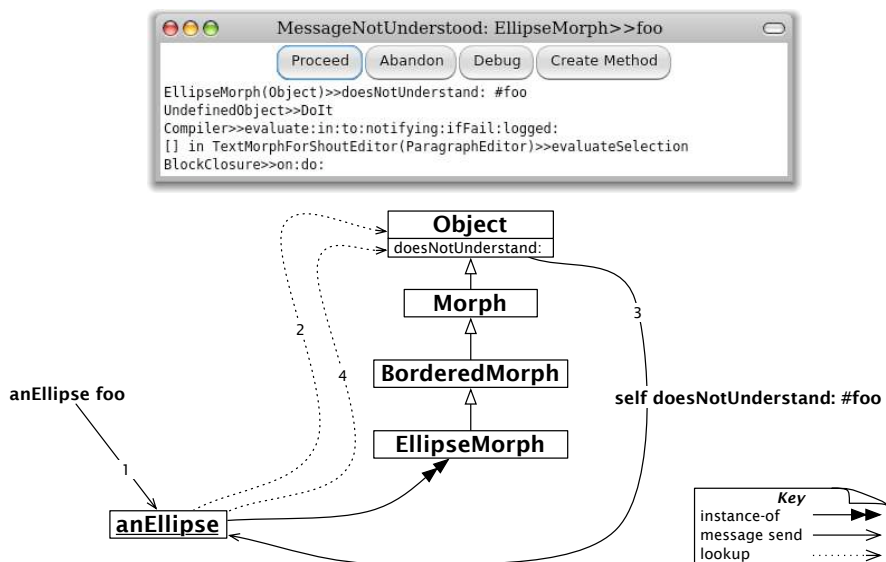 MessageNotUnderstood: EllipseMorph>>foo
Proceed Abandon Debug Create Method
EllipseMorph(Object)>>doesNotUnderstand: #foo
UndefinedObject>>DoIt
Compiler>>evaluate:in:to:notifying:ifFail:logged:
[] in TextMorphForShoutEditor(ParagraphEditor)>>evaluateSelection
BlockClosure>>on:do:
Object
doesNotUnderstand:
Morph
2
3
4
BorderedMorph
anEllipse foo
self doesNotUnderstand: #foo
EllipseMorph
1
anEllipse
Key
instance-of
message send
lookup